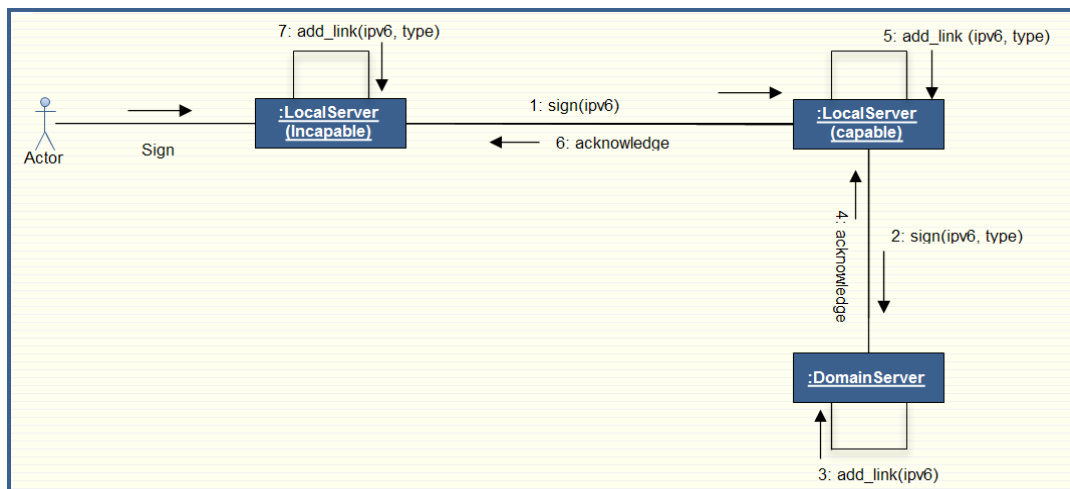 7: add_link(ipv6, type)
5: add_link (ipv6, type)
:LocalServer
(Incapable)
1: sign(ipv6)
:LocalServer
(capable)
Actor
Sign
6: acknowledge
4: acknowledge
2: sign(ipv6, type)
:DomainServer
3: add_link(ipv6)